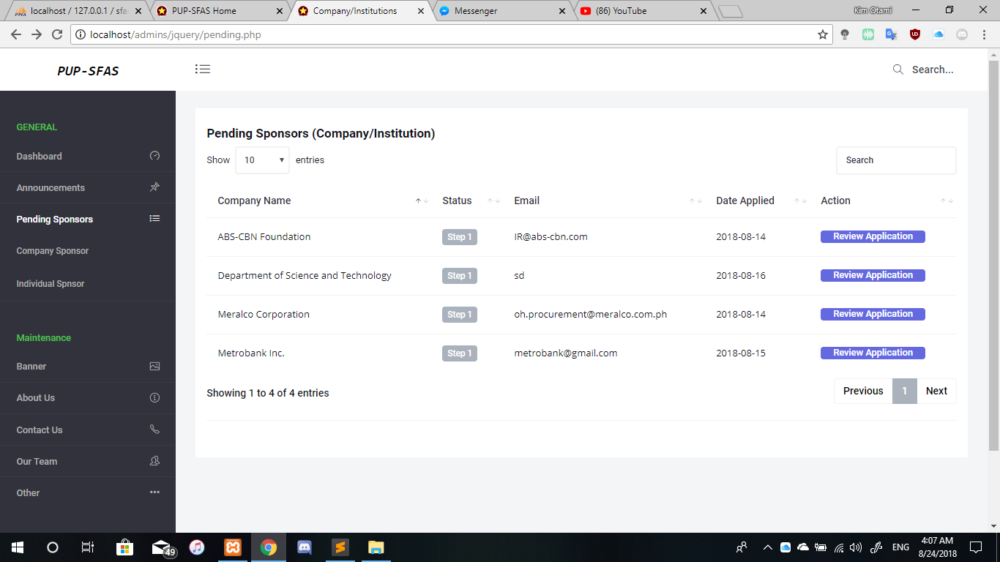 localhost / 127.0.0.1 / sfas
PUP-SFAS Home
Company/Institutions
Messenger
(86) YouTube
Kim Otami
localhost/admins/jquery/pending.php
PUP-SFAS
Search...
GENERAL
Dashboard
Announcements
Pending Sponsors
Company Sponsor
Individual Spnsor
Maintenance
Banner
About Us
Contact Us
Our Team
Other
Pending Sponsors (Company/Institution)
Show 10 entries
Search
Company Name Status Email Date Applied Action
ABS-CBN Foundation Step 1 IR@abs-cbn.com 2018-08-14 Review Application
Department of Science and Technology Step 1 sd 2018-08-16 Review Application
Meralco Corporation Step 1 oh.procurement@meralco.com.ph 2018-08-14 Review Application
Metrobank Inc. Step 1 metrobank@gmail.com 2018-08-15 Review Application
Showing 1 to 4 of 4 entries
Previous 1 Next
49
ENG
4:07 AM
8/24/2018